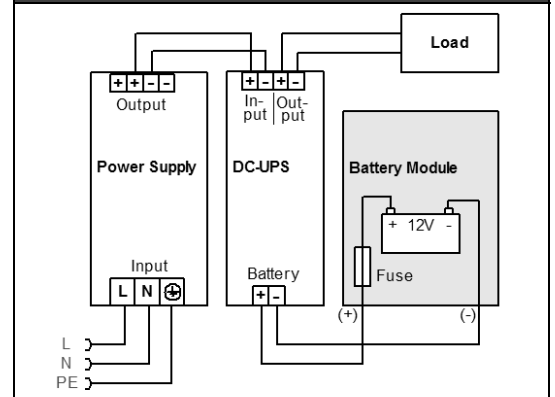 Load
+ + - -
Output
+ - + -
In-put Out-put
Power Supply
DC-UPS
Battery Module
+ 12V -
Fuse
Input
L N ⏚
Battery
+ -
(+) (-)
L
N
PE